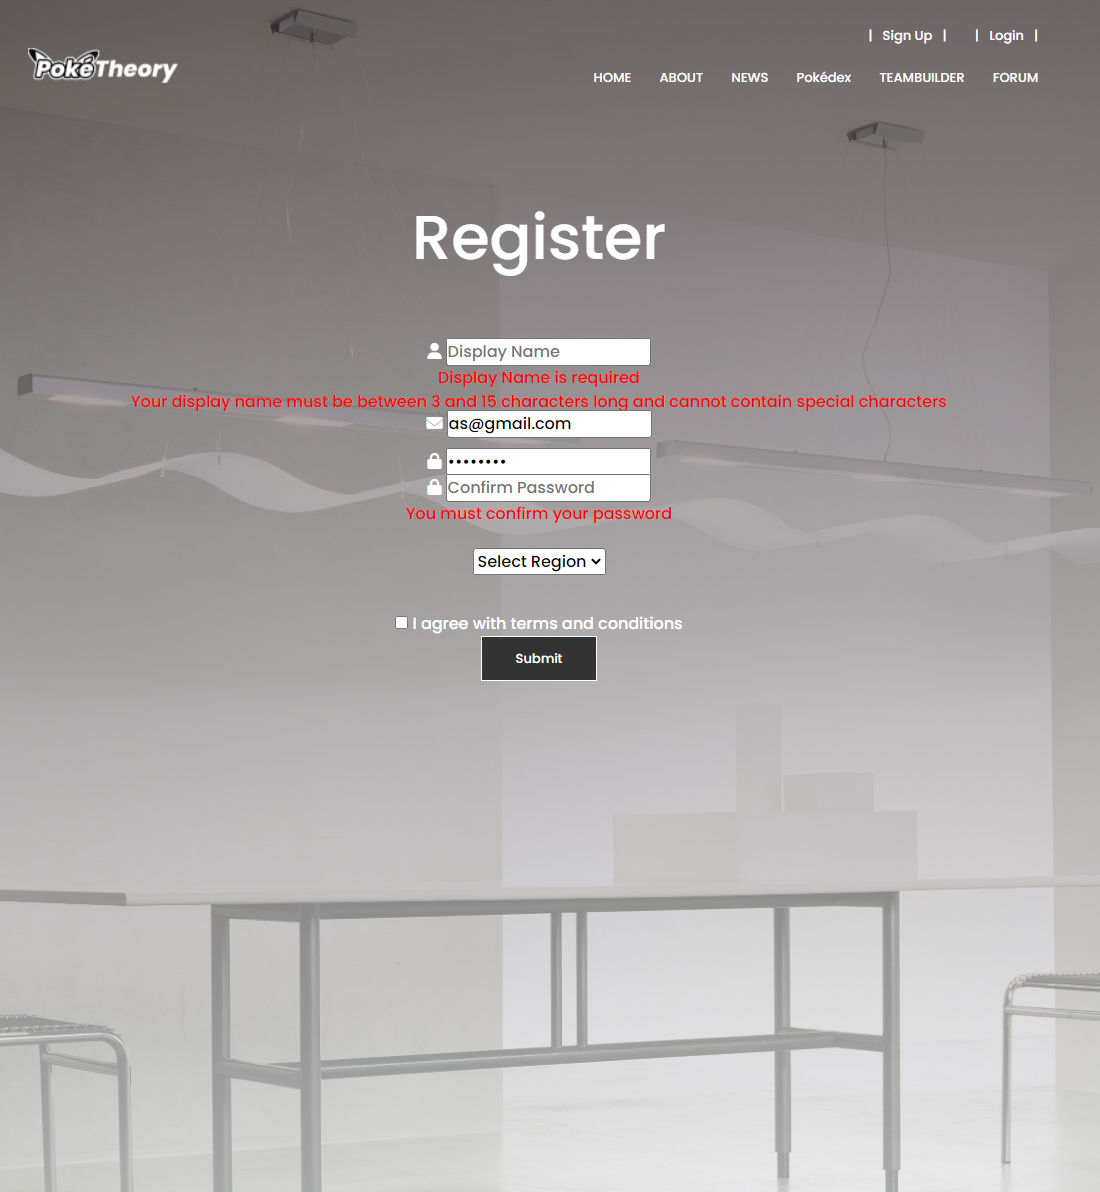 | Sign Up | | Login |
PokéTheory
HOME ABOUT NEWS Pokédex TEAMBUILDER FORUM
Register
Display Name
Display Name is required
Your display name must be between 3 and 15 characters long and cannot contain special characters
as@gmail.com
••••••••
Confirm Password
You must confirm your password
Select Region
I agree with terms and conditions
Submit